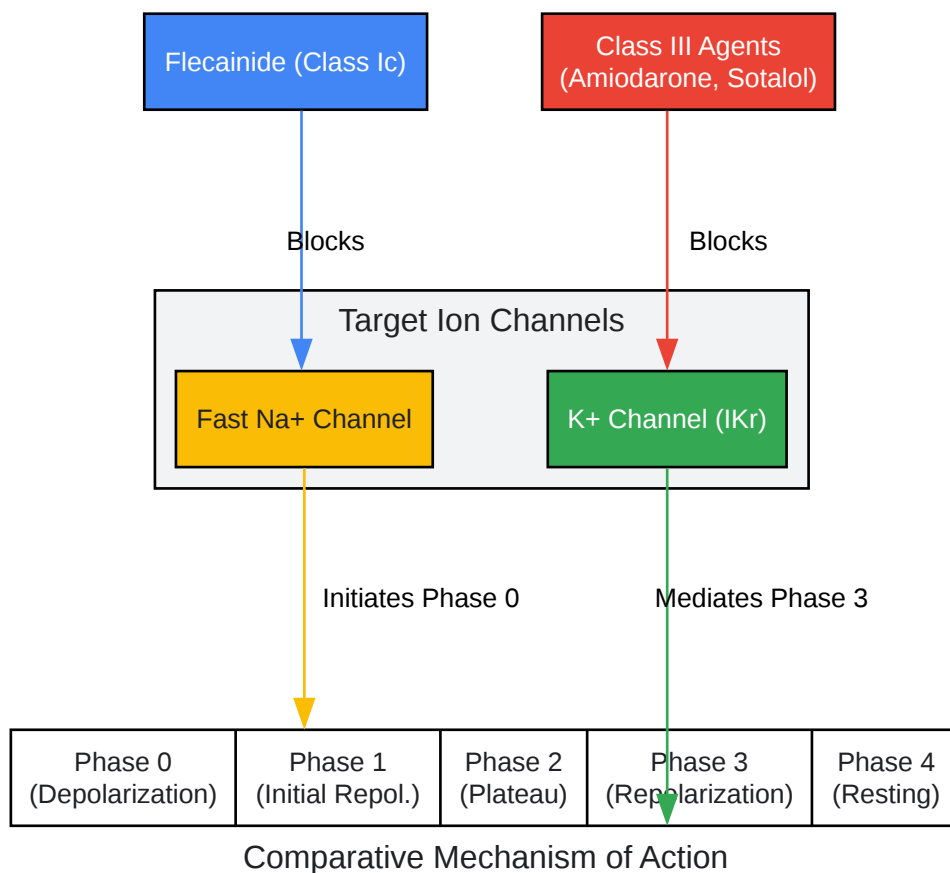 Flecainide (Class Ic)
Class III Agents
(Amiodarone, Sotalol)
Blocks
Blocks
Target Ion Channels
Fast Na+ Channel
K+ Channel (IKr)
Initiates Phase 0
Mediates Phase 3
Phase 0
(Depolarization)
Phase 1
(Initial Repol.)
Phase 2
(Plateau)
Phase 3
(Repolarization)
Phase 4
(Resting)
Comparative Mechanism of Action